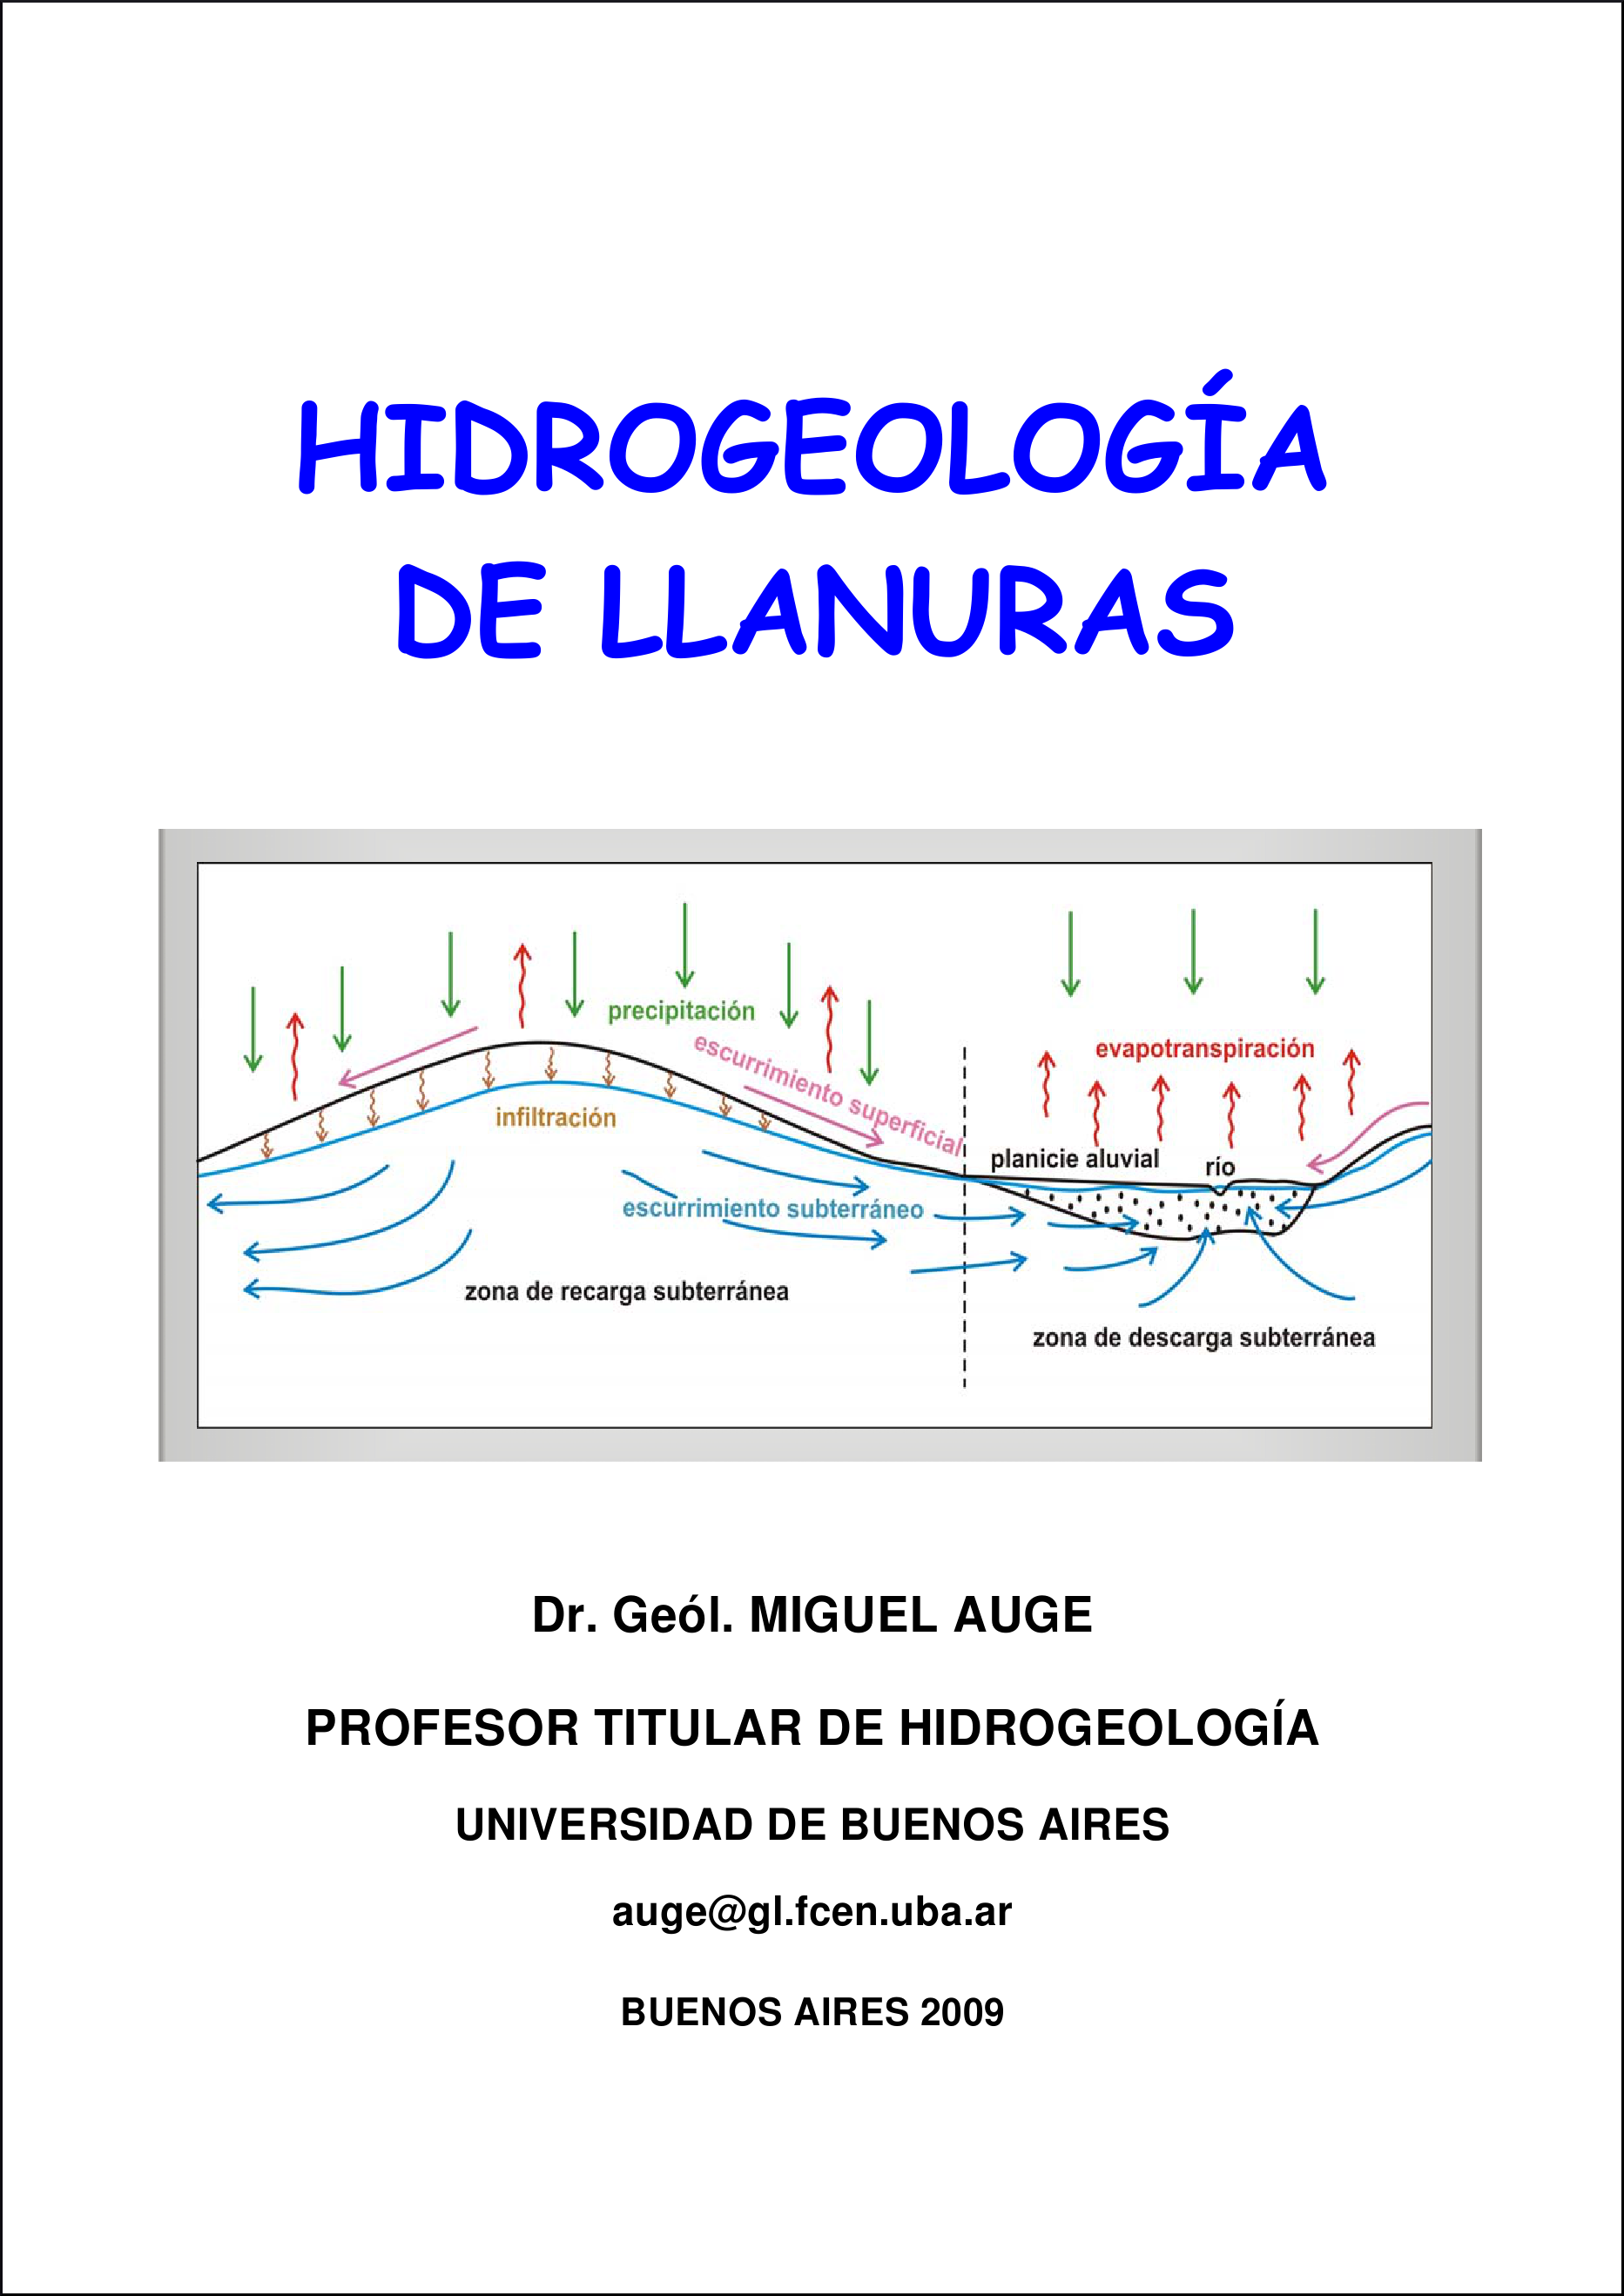 HIDROGEOLOGÍA
DE LLANURAS
precipitación
escurrimiento superficial
evapotranspiración
infiltración
planicie aluvial
río
escurrimiento subterráneo
zona de recarga subterránea
zona de descarga subterránea
Dr. Geól. MIGUEL AUGE
PROFESOR TITULAR DE HIDROGEOLOGÍA
UNIVERSIDAD DE BUENOS AIRES
auge@gl.fcen.uba.ar
BUENOS AIRES 2009